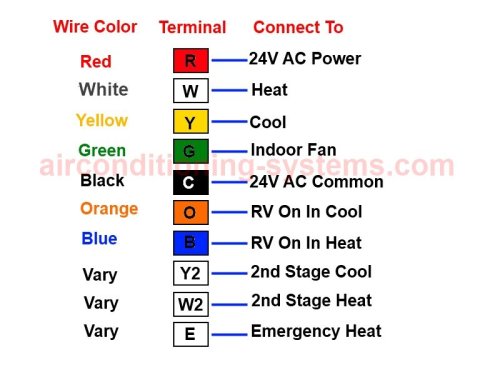 Wire Color Terminal Connect To
Red R 24V AC Power
White W Heat
Yellow Y Cool
Green G Indoor Fan
airconditioning-systems.com
Black C 24V AC Common
Orange O RV On In Cool
Blue B RV On In Heat
Vary Y2 2nd Stage Cool
Vary W2 2nd Stage Heat
Vary E Emergency Heat